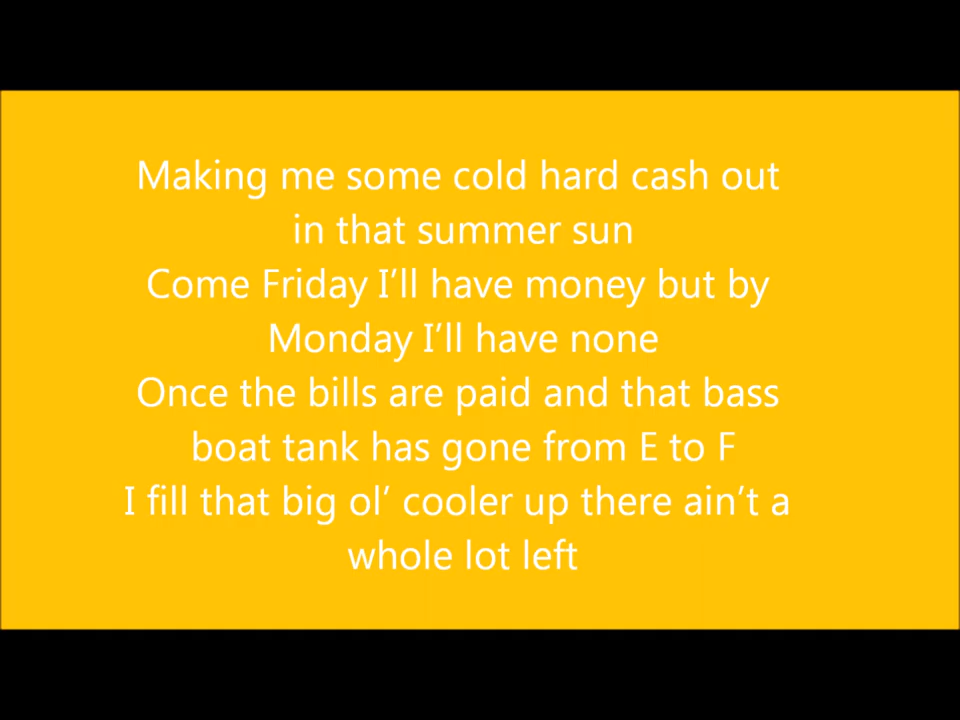 Making me some cold hard cash out
in that summer sun
Come Friday I’ll have money but by
Monday I’ll have none
Once the bills are paid and that bass
boat tank has gone from E to F
I fill that big ol’ cooler up there ain’t a
whole lot left